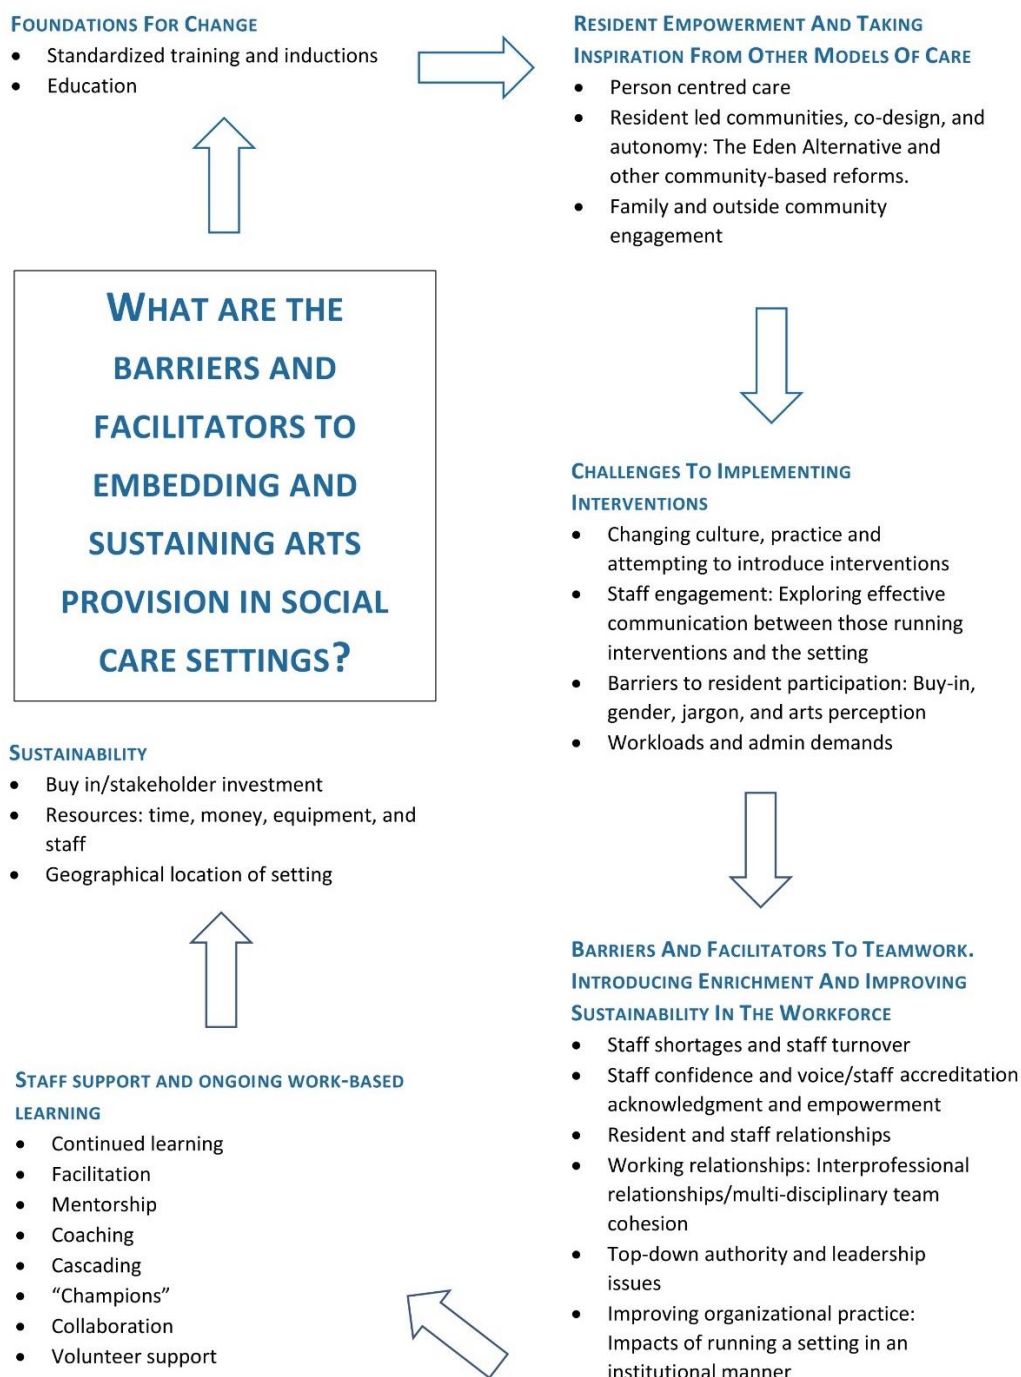 FOUNDATIONS FOR CHANGE
• Standardized training and inductions
• Education
RESIDENT EMPOWERMENT AND TAKING
INSPIRATION FROM OTHER MODELS OF CARE
• Person centred care
• Resident led communities, co-design, and
autonomy: The Eden Alternative and
other community-based reforms.
• Family and outside community
engagement
WHAT ARE THE
BARRIERS AND
FACILITATORS TO
EMBEDDING AND
SUSTAINING ARTS
PROVISION IN SOCIAL
CARE SETTINGS?
CHALLENGES TO IMPLEMENTING
INTERVENTIONS
• Changing culture, practice and
attempting to introduce interventions
• Staff engagement: Exploring effective
communication between those running
interventions and the setting
• Barriers to resident participation: Buy-in,
gender, jargon, and arts perception
• Workloads and admin demands
BARRIERS AND FACILITATORS TO TEAMWORK.
INTRODUCING ENRICHMENT AND IMPROVING
SUSTAINABILITY IN THE WORKFORCE
• Staff shortages and staff turnover
• Staff confidence and voice/staff accreditation
acknowledgment and empowerment
• Resident and staff relationships
• Working relationships: Interprofessional
relationships/multi-disciplinary team
cohesion
• Top-down authority and leadership
issues
• Improving organizational practice:
Impacts of running a setting in an
institutional manner
SUSTAINABILITY
• Buy in/stakeholder investment
• Resources: time, money, equipment, and
staff
• Geographical location of setting
STAFF SUPPORT AND ONGOING WORK-BASED
LEARNING
• Continued learning
• Facilitation
• Mentorship
• Coaching
• Cascading
• “Champions”
• Collaboration
• Volunteer support